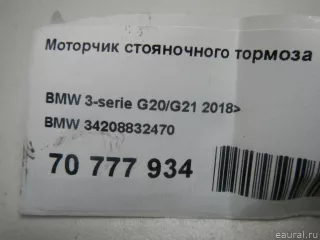 Моторчик стояночного тормоза
BMW 3-serie G20/G21 2018>
BMW 34208832470
70 777 934
eaural.ru